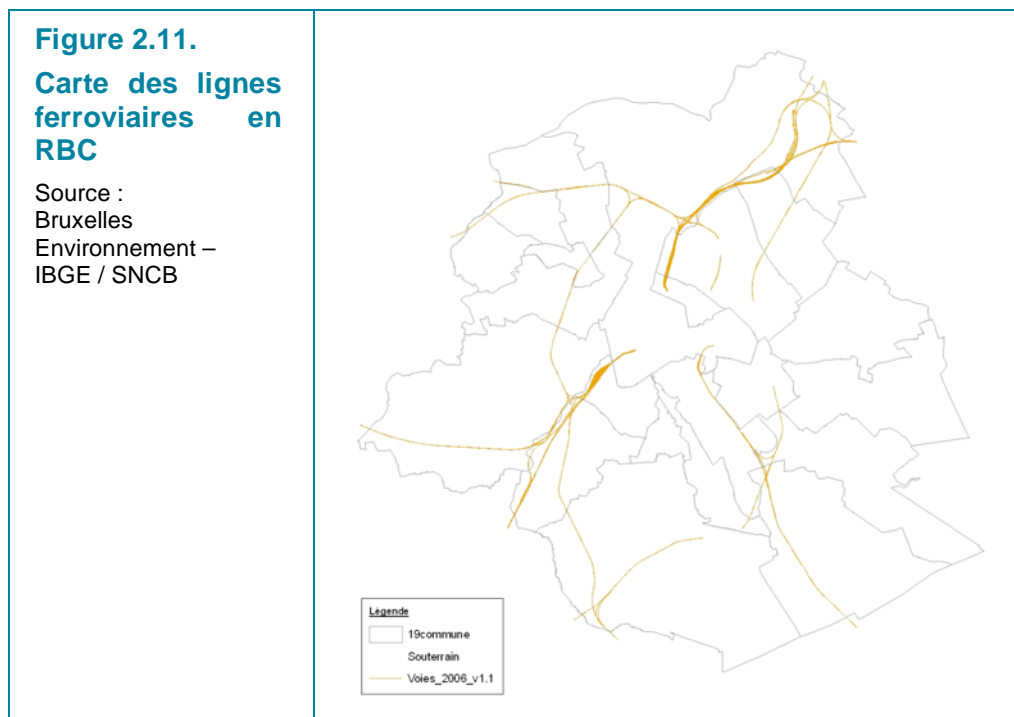 Figure 2.11.
Carte des lignes
ferroviaires en
RBC
Source :
Bruxelles
Environnement –
IBGE / SNCB
Légende
19commune
Souterrain
Voies_2006_v1.1